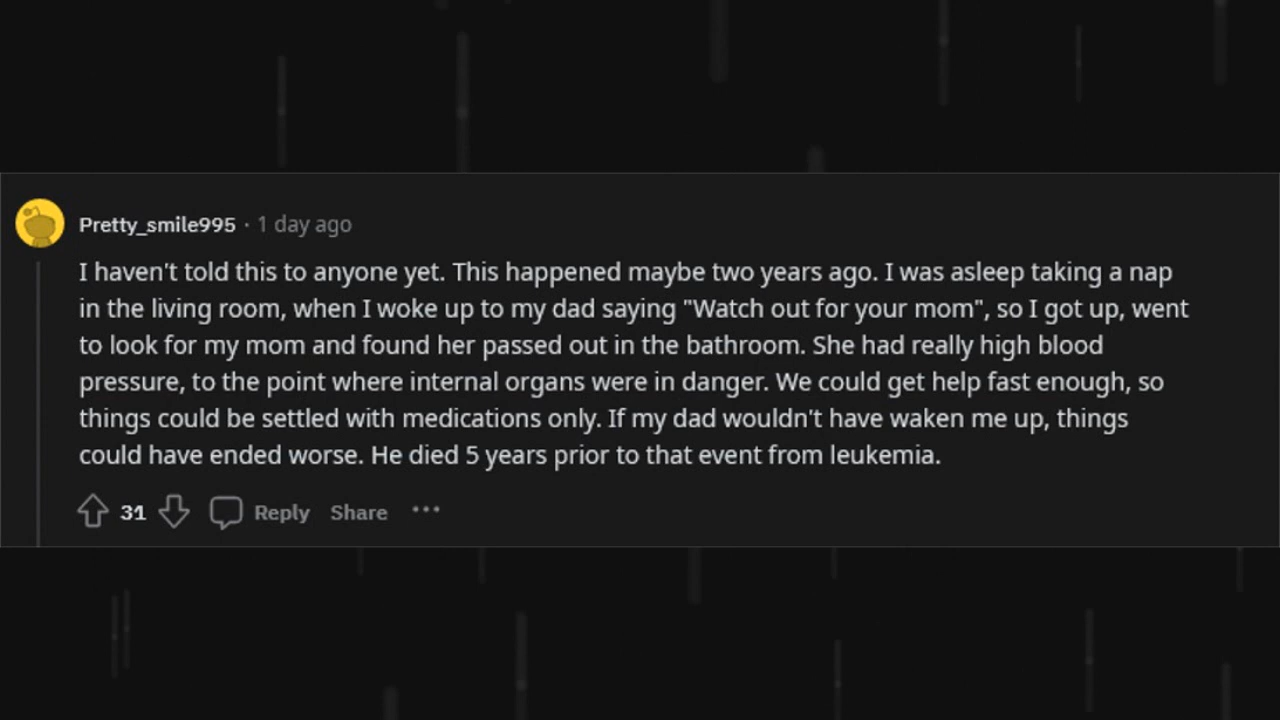 Pretty_smile995 · 1 day ago
I haven't told this to anyone yet. This happened maybe two years ago. I was asleep taking a nap
in the living room, when I woke up to my dad saying "Watch out for your mom", so I got up, went
to look for my mom and found her passed out in the bathroom. She had really high blood
pressure, to the point where internal organs were in danger. We could get help fast enough, so
things could be settled with medications only. If my dad wouldn't have waken me up, things
could have ended worse. He died 5 years prior to that event from leukemia.
31 Reply Share ···